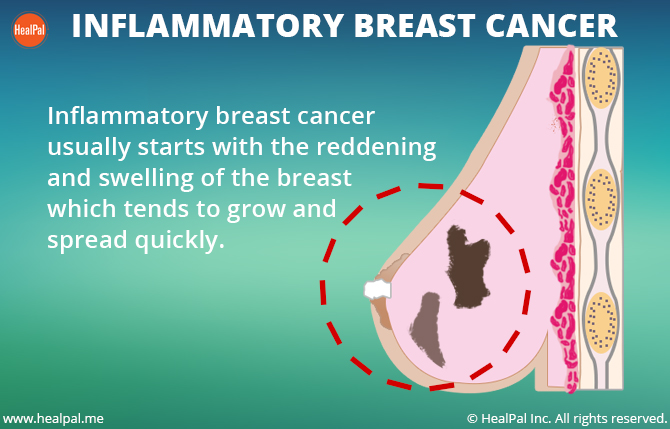 HealPal
INFLAMMATORY BREAST CANCER
Inflammatory breast cancer
usually starts with the reddening
and swelling of the breast
which tends to grow and
spread quickly.
www.healpal.me
© HealPal Inc. All rights reserved.